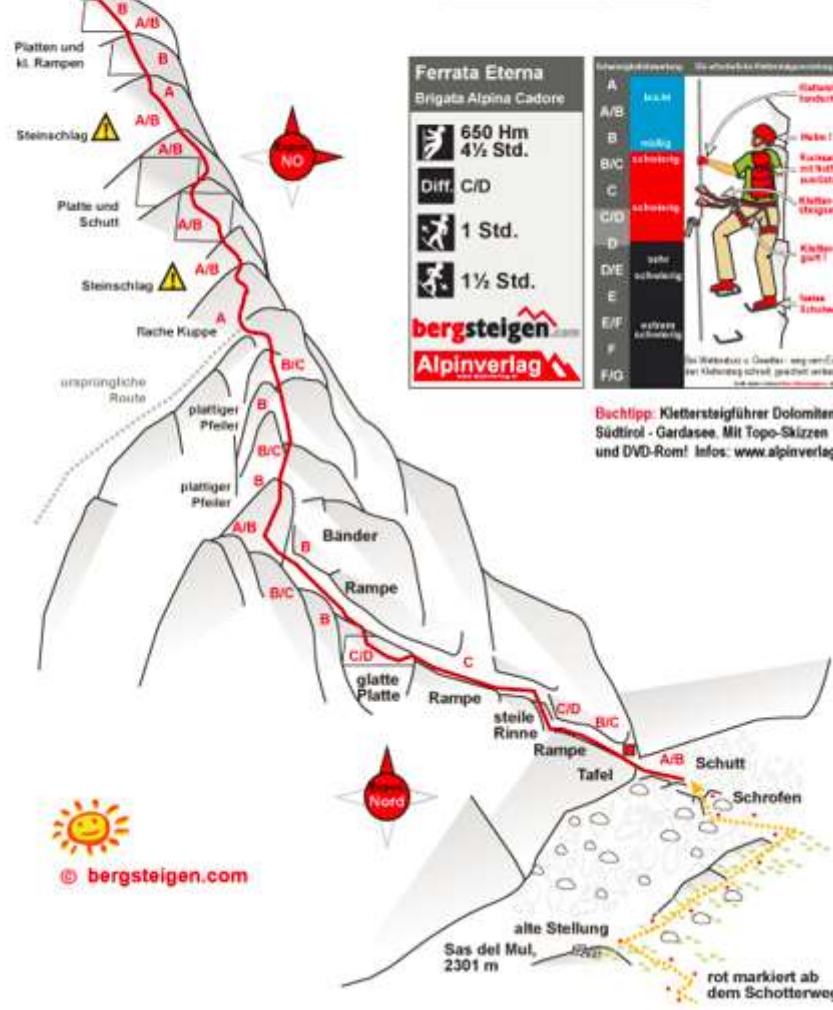 B
A/B
Platten und
kl. Rampen
B
A
A/B
Steinschlag
A/B
NO
Platte und
Schutt
A/B
A/B
Steinschlag
A
flache Kuppe
B/C
ursprüngliche
Route
B
plattiger
Pfeiler
B/C
B
plattiger
Pfeiler
A/B
B
Bänder
B/C
Rampe
B
C/D
glatte
Platte
C
Rampe
steile
Rinne
C/D
B/C
Rampe
Tafel
A/B
Schutt
Schrofen
Nord
© bergsteigen.com
alte Stellung
Sas del Mul,
2301 m
rot markiert ab
dem Schotterweg
Ferrata Eterna
Brigata Alpina Cadore
650 Hm
4½ Std.
Diff. C/D
1 Std.
1½ Std.
bergsteigen.com
Alpinverlag
A
leicht
A/B
B
mäßig
B/C
schwierig
C
schwierig
C/D
D
sehr
schwierig
D/E
E
E/F
extrem
schwierig
F
F/G
Helm!
Buchtipp: Klettersteigführer Dolomiten
Südtirol - Gardasee. Mit Topo-Skizzen
und DVD-Rom! Infos: www.alpinverlag